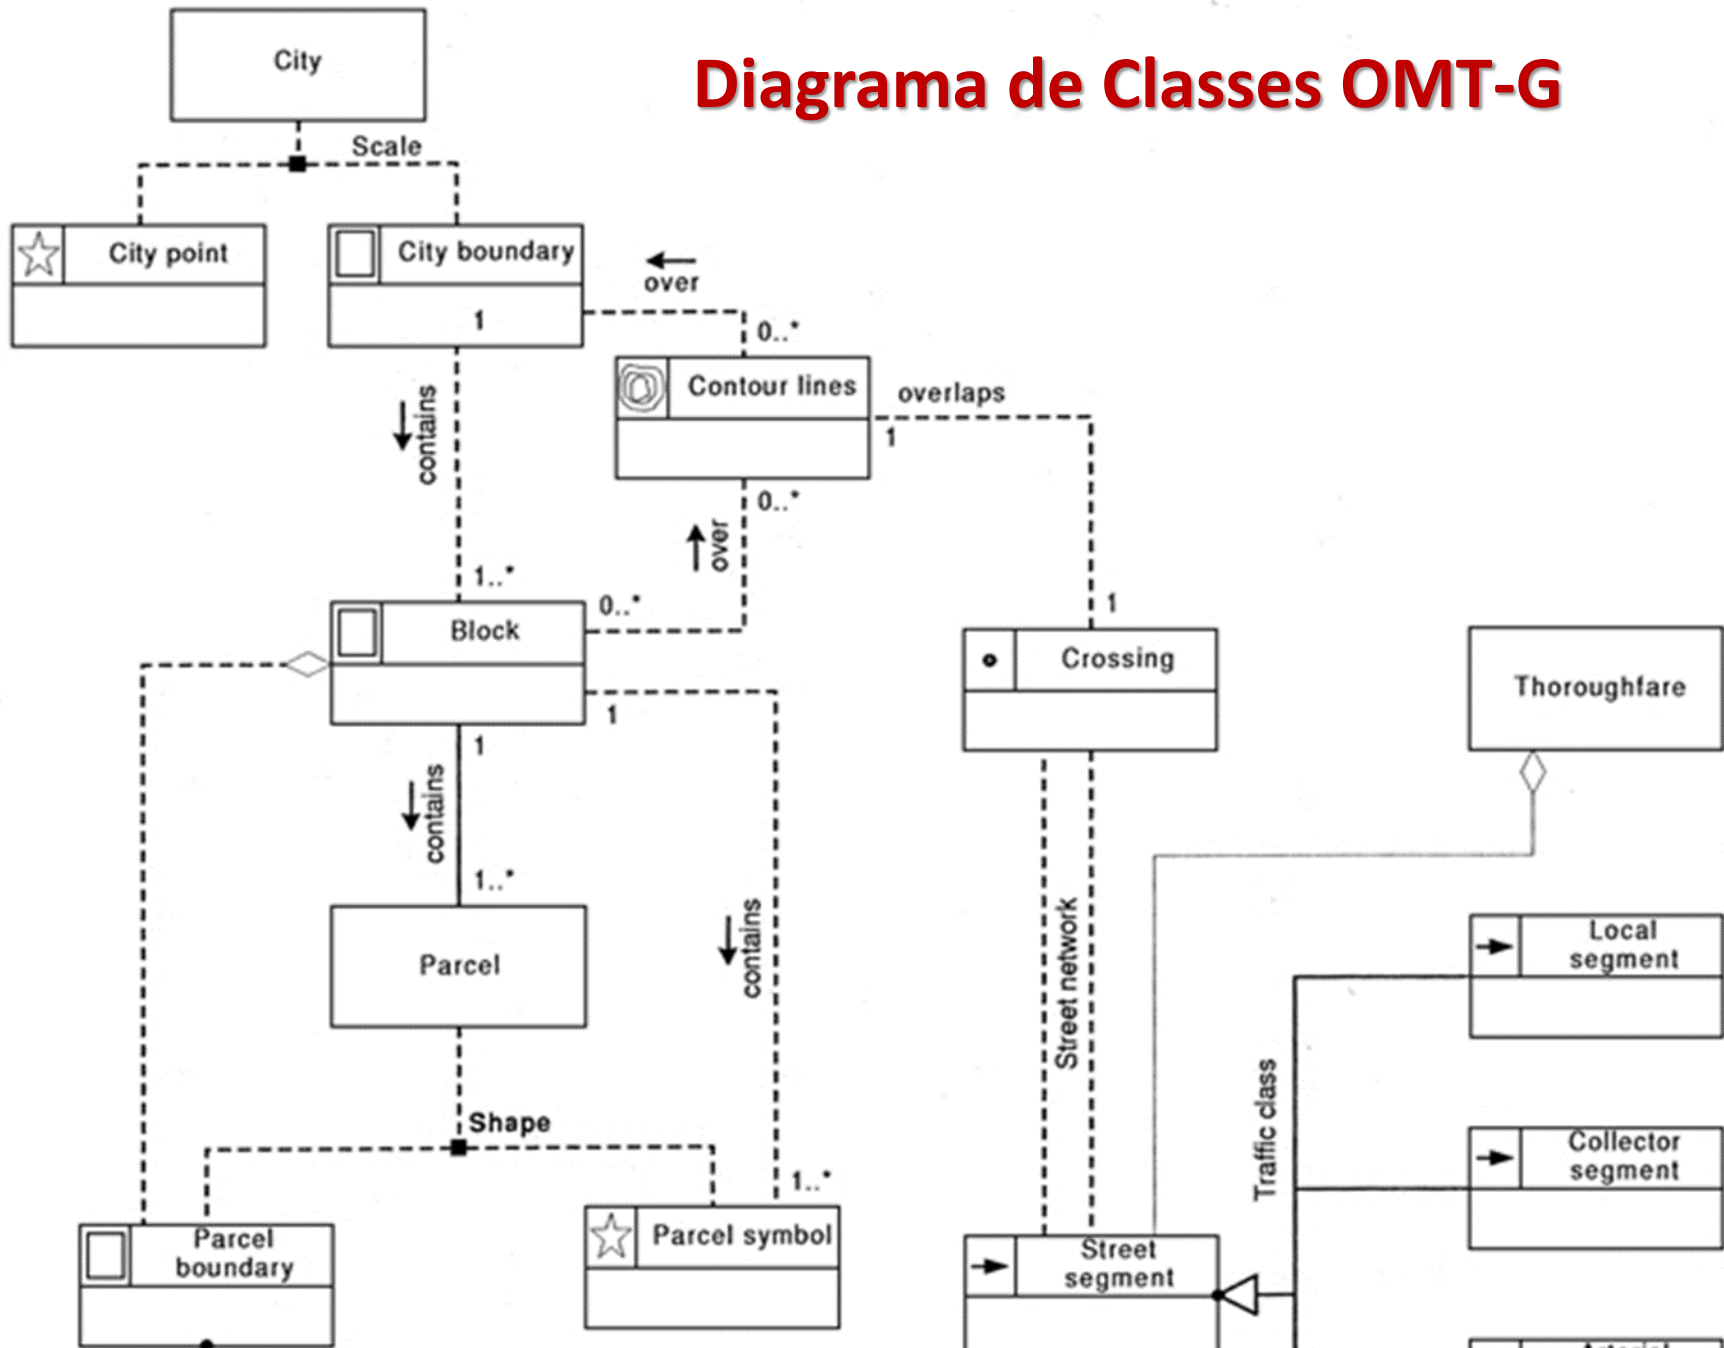 Diagrama de Classes OMT-G
City
Scale
City point
City boundary
1
over
0..*
Contour lines
overlaps
1
contains
0..*
over
1..*
0..*
1
Block
Crossing
Thoroughfare
1
1
contains
1..*
Parcel
contains
Street network
Local
segment
Traffic class
Collector
segment
Shape
1..*
Parcel
boundary
Parcel symbol
Street
segment